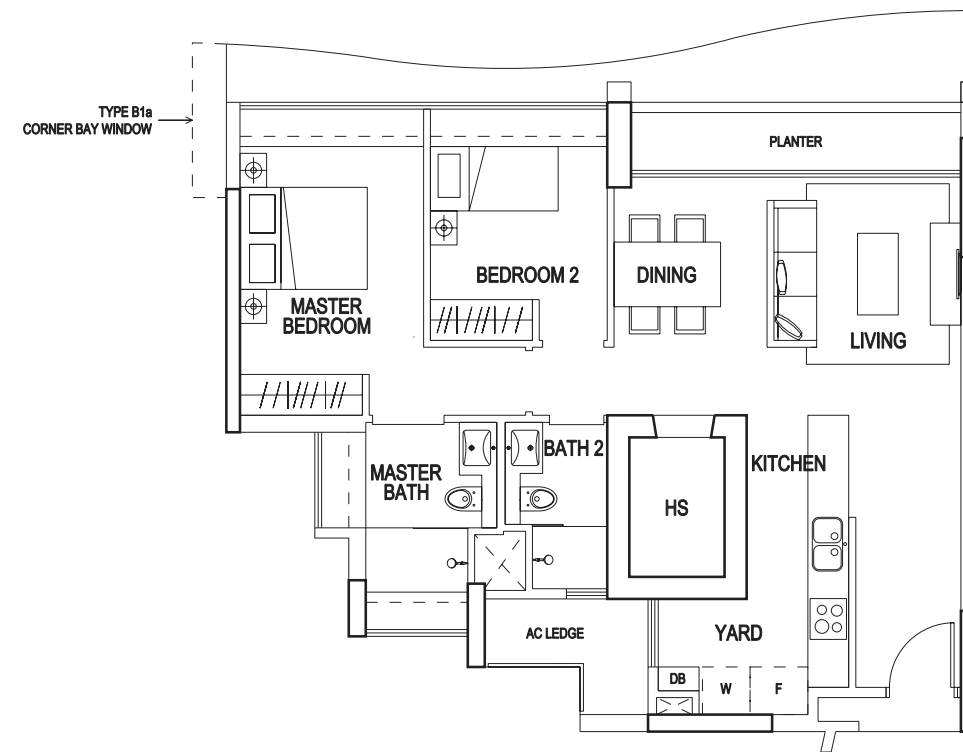 TYPE B1a
CORNER BAY WINDOW
PLANTER
BEDROOM 2
DINING
MASTER
BEDROOM
LIVING
BATH 2
KITCHEN
MASTER
BATH
HS
AC LEDGE
YARD
DB
W
F